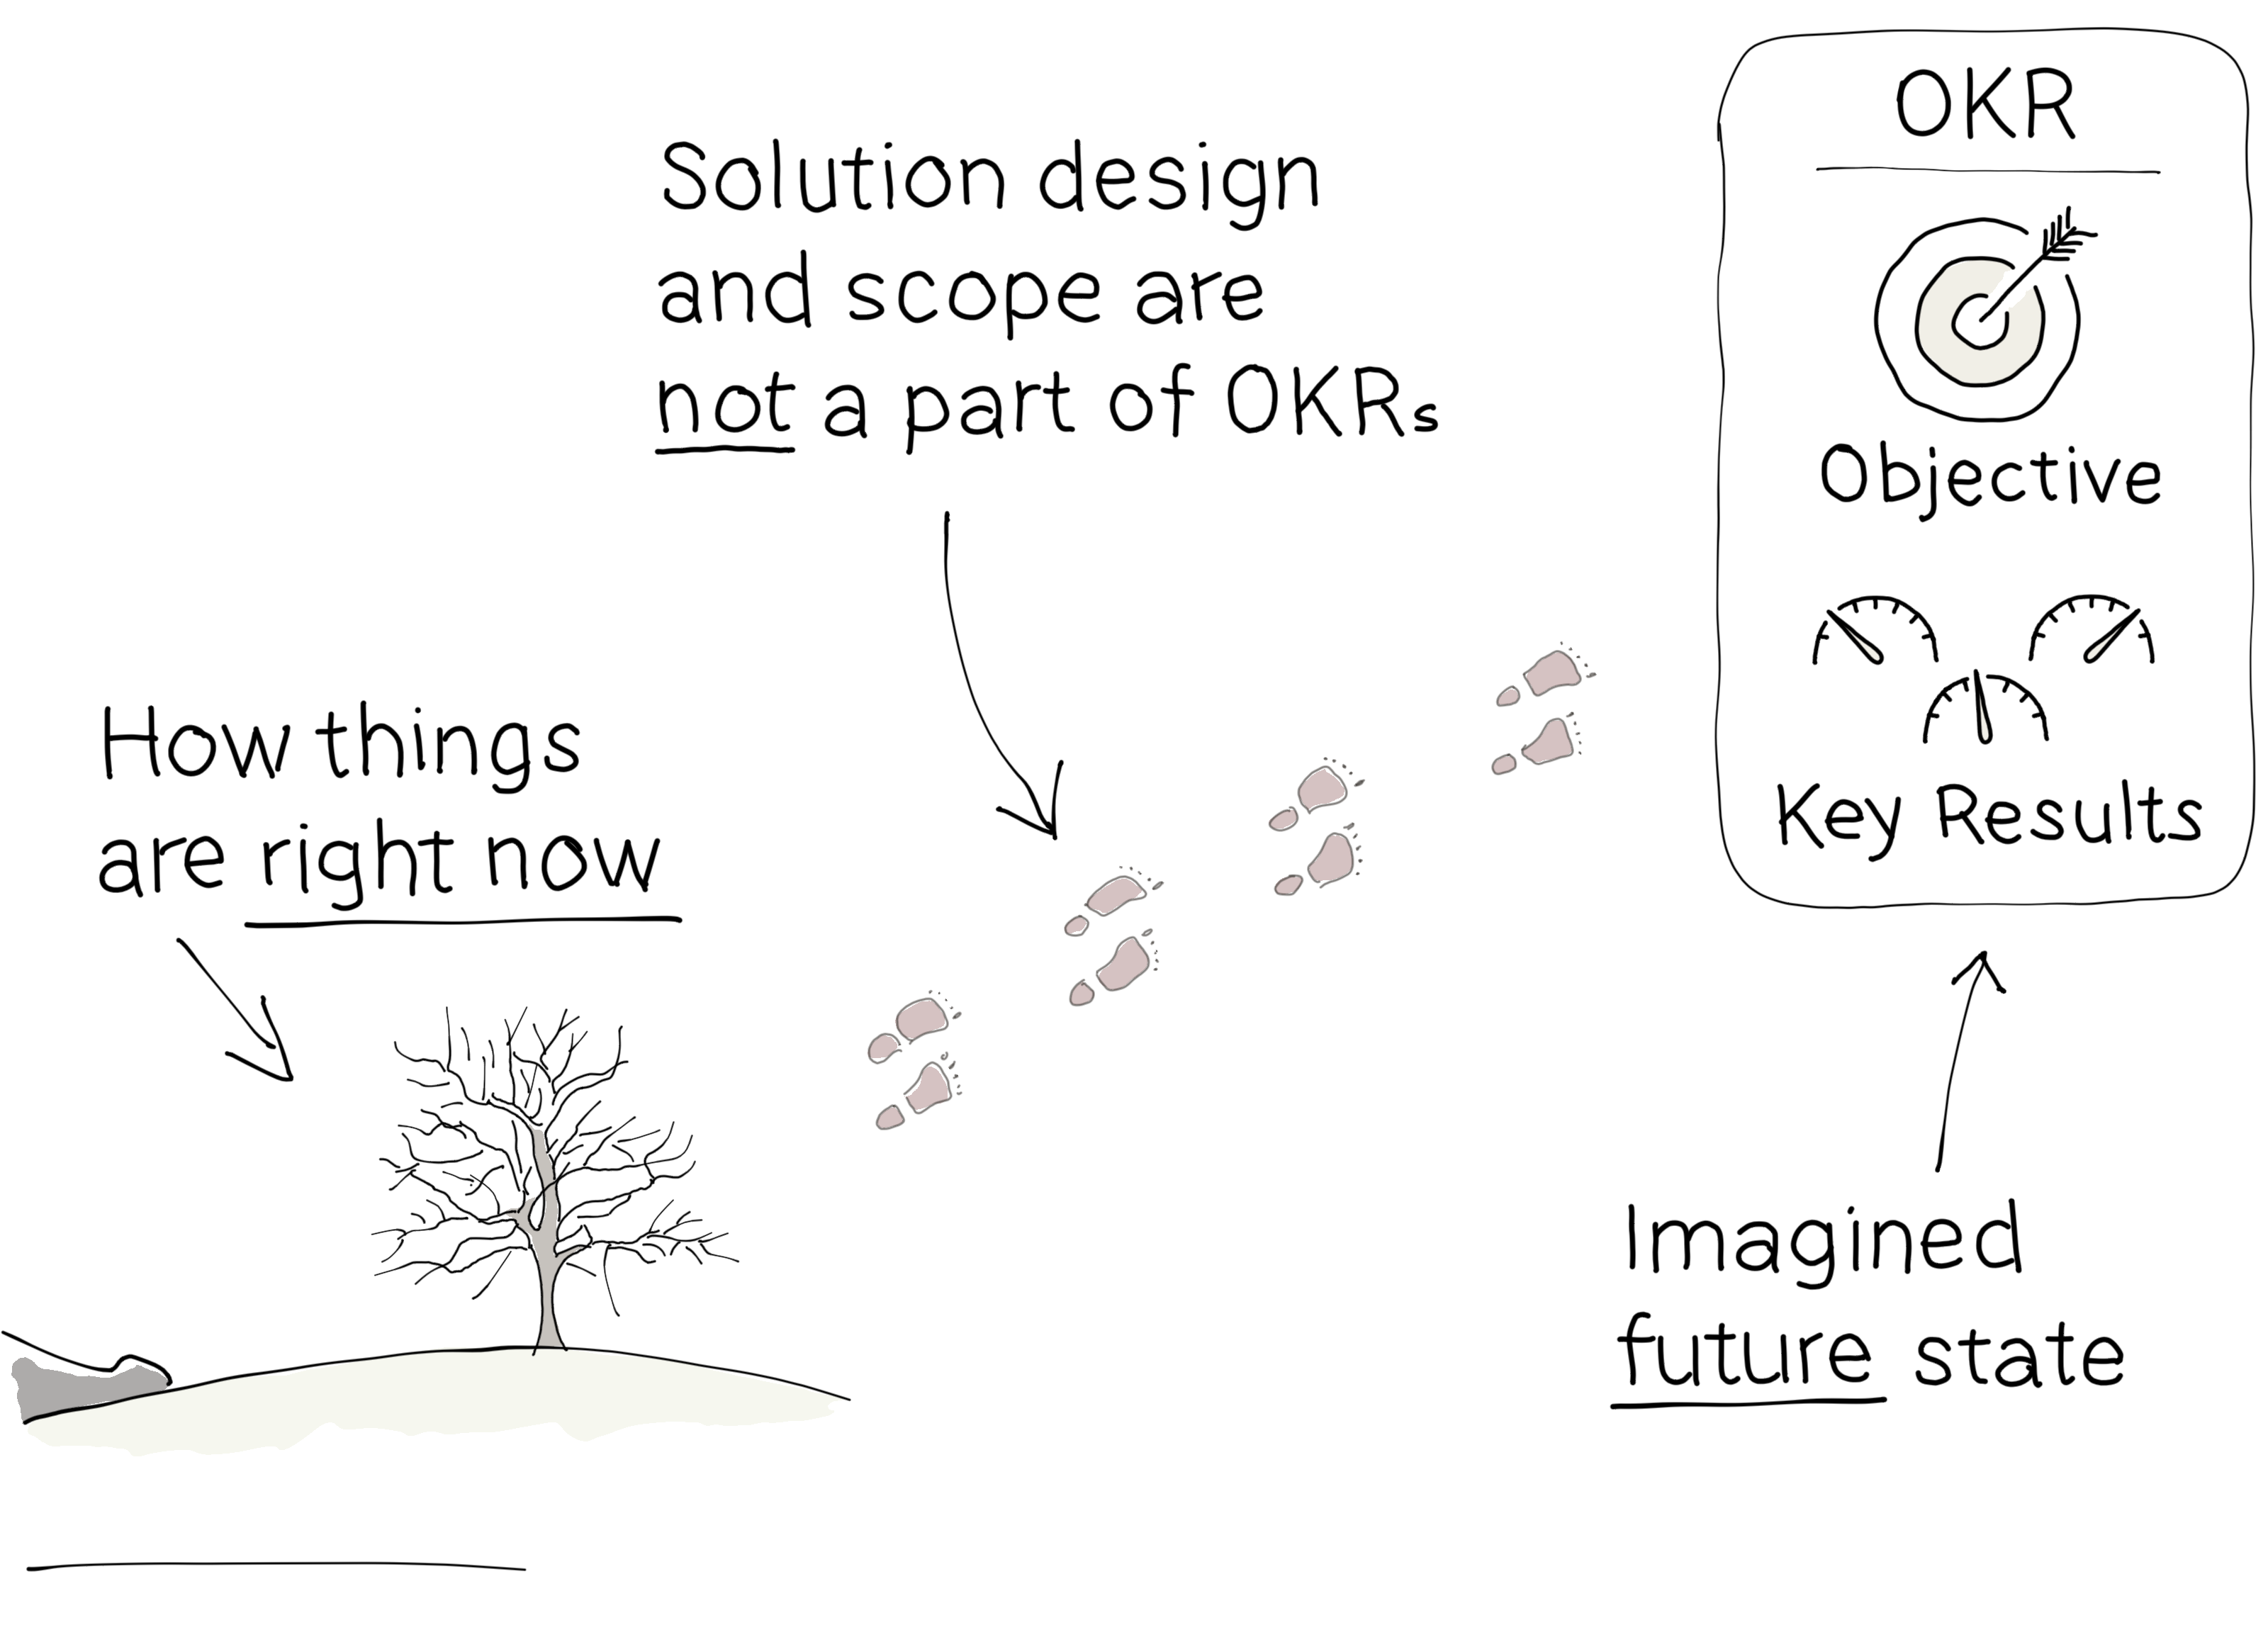 Solution design
and scope are
not a part of OKRs
How things
are right now
OKR
Objective
Key Results
Imagined
future state